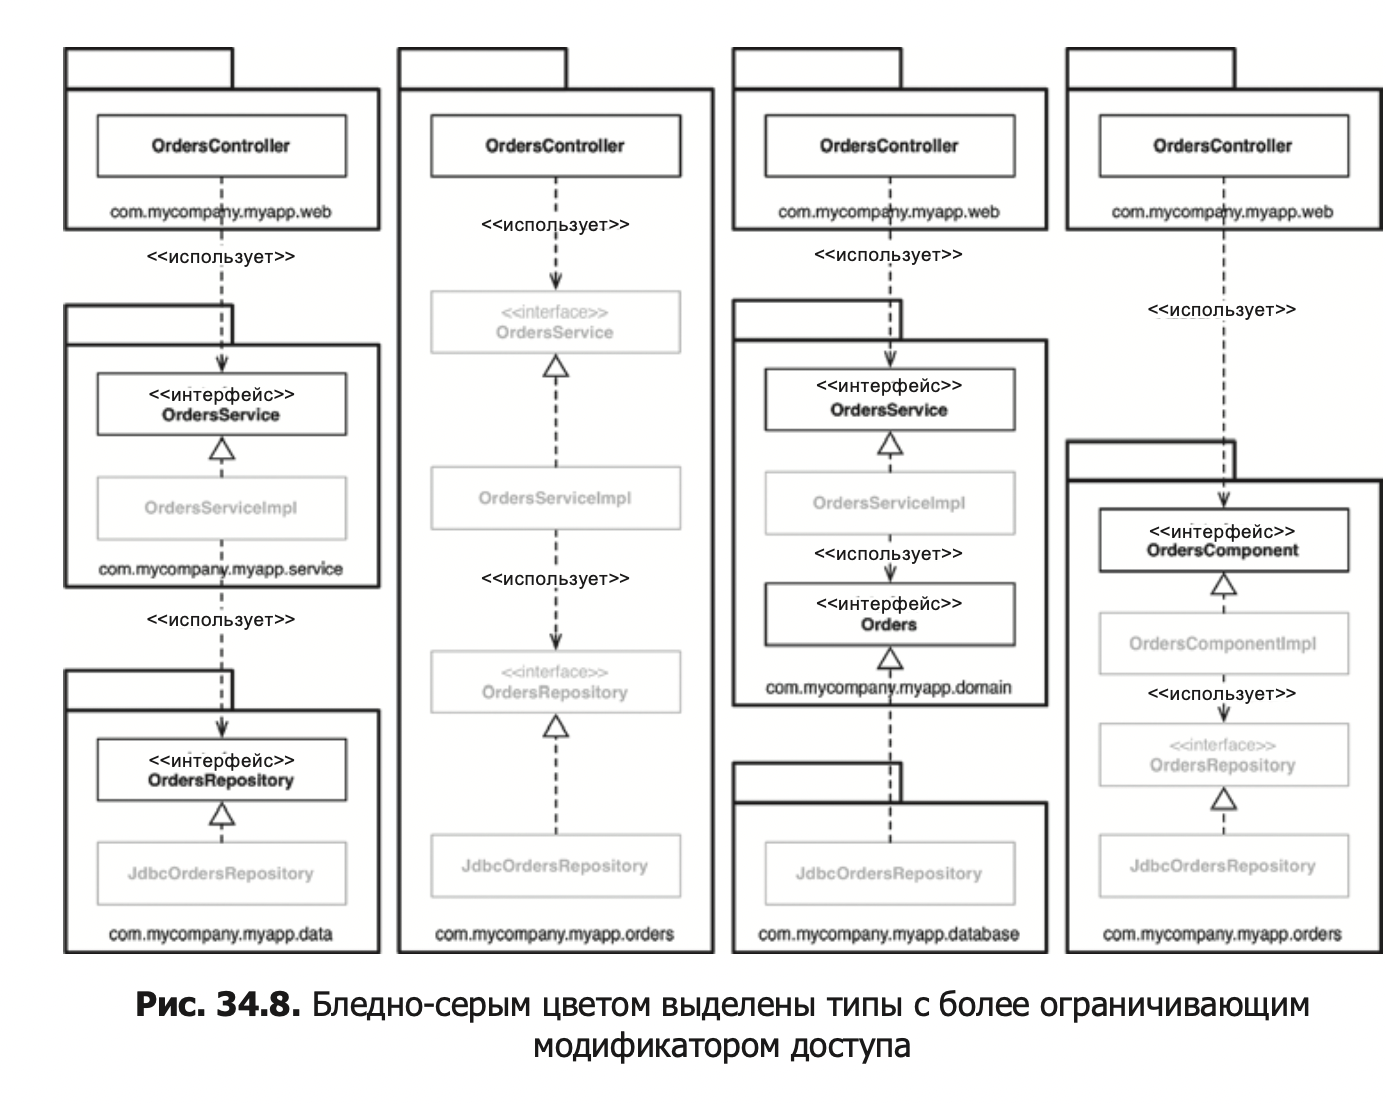 OrdersController
com.mycompany.myapp.web
<<использует>>
<<интерфейс>>
OrdersService
OrdersServiceImpl
com.mycompany.myapp.service
<<использует>>
<<интерфейс>>
OrdersRepository
JdbcOrdersRepository
com.mycompany.myapp.data
OrdersController
<<использует>>
<<interface>>
OrdersService
OrdersServiceImpl
<<использует>>
<<interface>>
OrdersRepository
JdbcOrdersRepository
com.mycompany.myapp.orders
OrdersController
com.mycompany.myapp.web
<<использует>>
<<интерфейс>>
OrdersService
OrdersServiceImpl
<<использует>>
<<интерфейс>>
Orders
com.mycompany.myapp.domain
JdbcOrdersRepository
com.mycompany.myapp.database
OrdersController
com.mycompany.myapp.web
<<использует>>
<<интерфейс>>
OrdersComponent
OrdersComponentImpl
<<использует>>
<<interface>>
OrdersRepository
JdbcOrdersRepository
com.mycompany.myapp.orders
Рис. 34.8. Бледно-серым цветом выделены типы с более ограничивающим
модификатором доступа